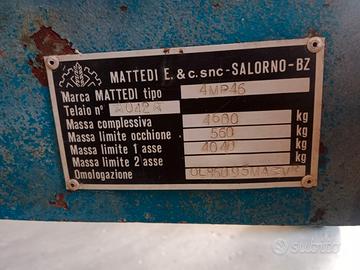 MATTEDI E. & c. snc - SALORNO - BZ
Marca MATTEDI tipo 4MP46
Telaio n°
Massa complessiva 4600 kg
Massa limite occhione 560 kg
Massa limite 1 asse 4040 kg
Massa limite 2 asse kg
Omologazione
Subito